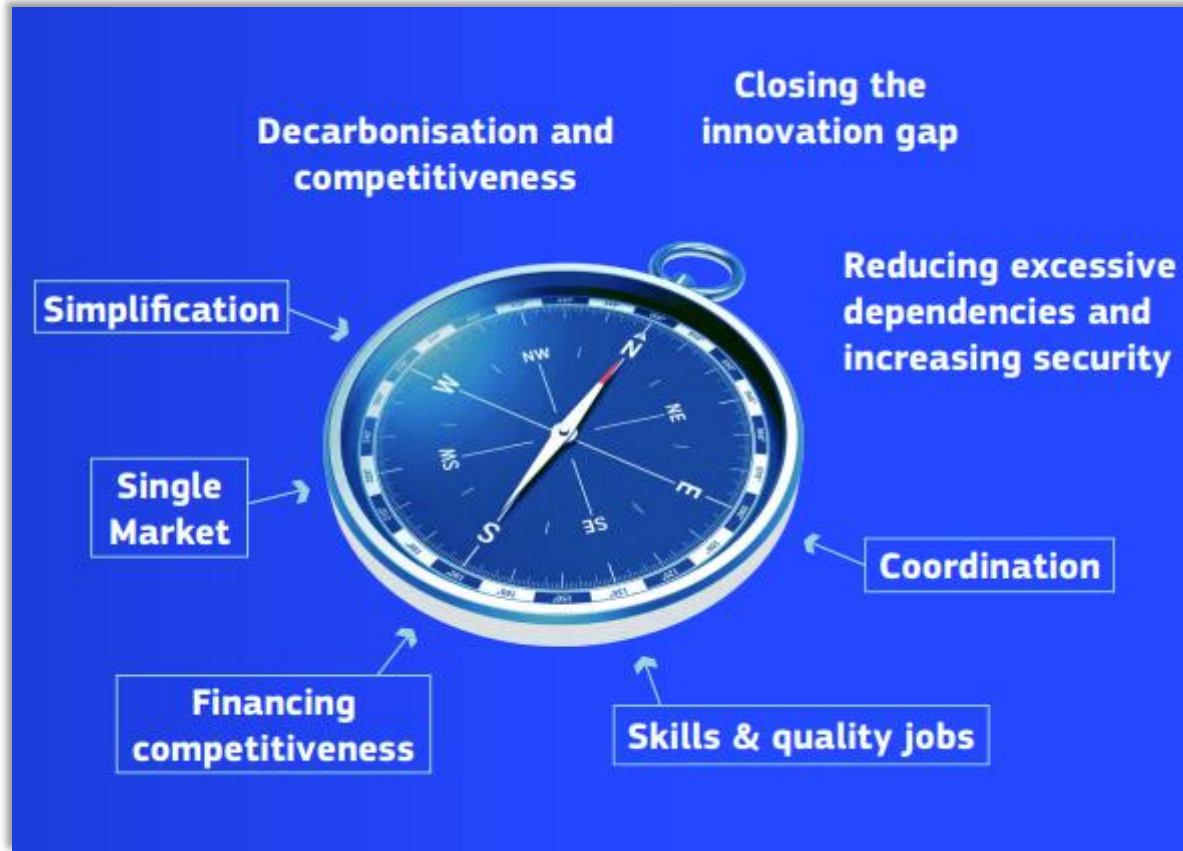 Closing the
innovation gap
Decarbonisation and
competitiveness
Reducing excessive
dependencies and
increasing security
Simplification
Single
Market
Coordination
Financing
competitiveness
Skills & quality jobs
N
NE
E
SE
S
SW
W
NW